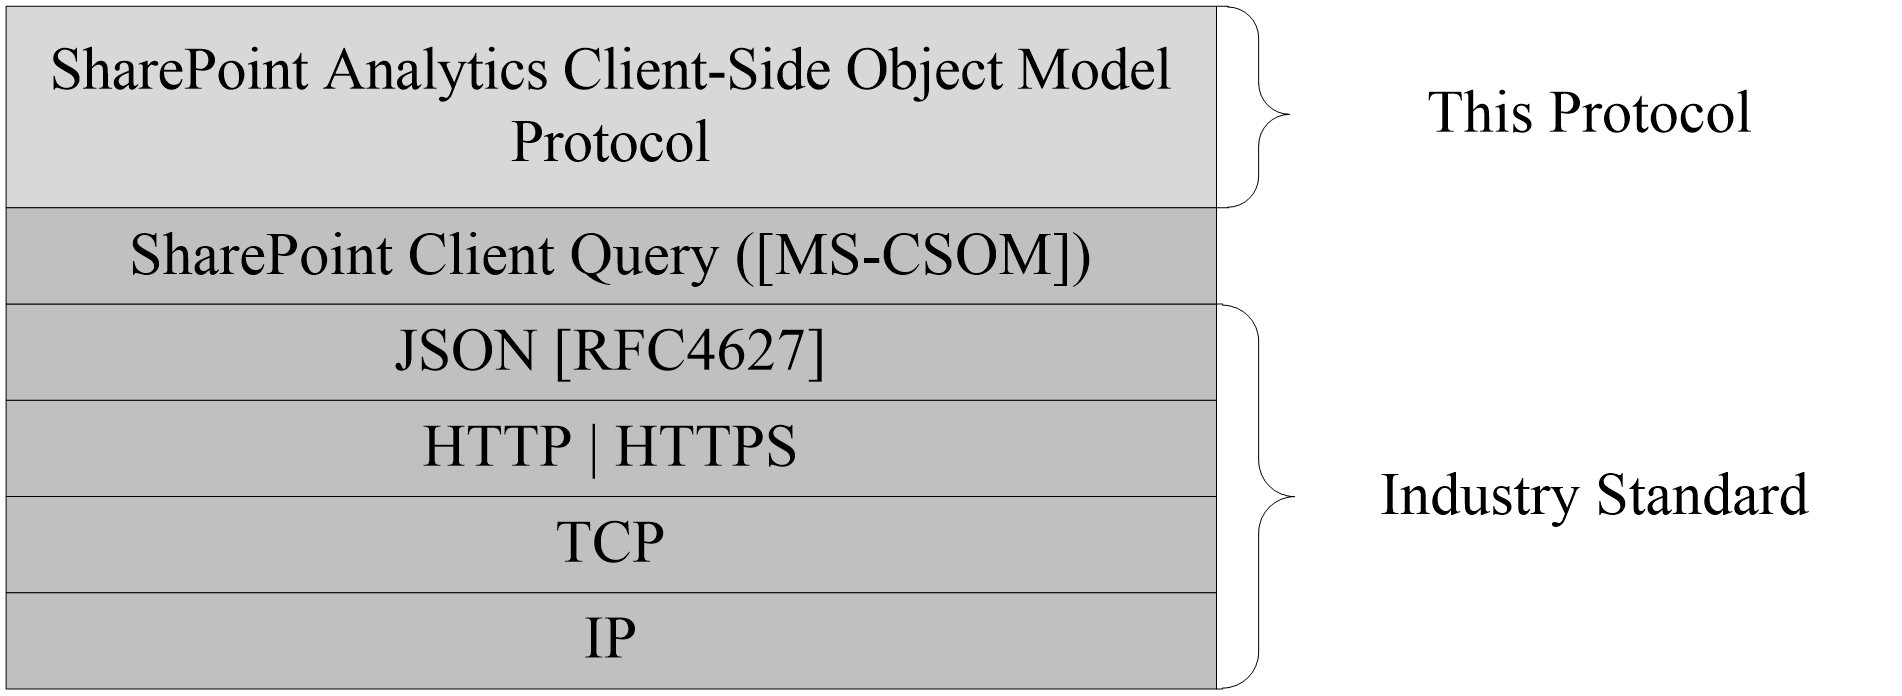 SharePoint Analytics Client-Side Object Model
Protocol
This Protocol
SharePoint Client Query ([MS-CSOM])
JSON [RFC4627]
HTTP | HTTPS
TCP
IP
Industry Standard